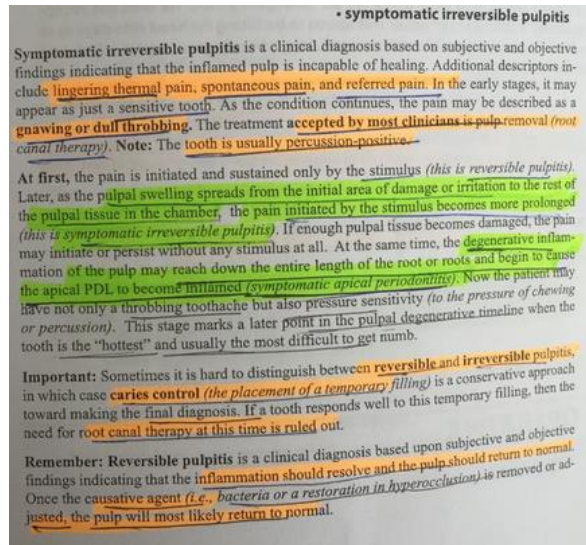 • symptomatic irreversible pulpitis
Symptomatic irreversible pulpitis is a clinical diagnosis based on subjective and objective
findings indicating that the inflamed pulp is incapable of healing. Additional descriptors in-
clude lingering thermal pain, spontaneous pain, and referred pain. In the early stages, it may
appear as just a sensitive tooth. As the condition continues, the pain may be described as a
gnawing or dull throbbing. The treatment accepted by most clinicians is pulp removal (root
canal therapy). Note: The tooth is usually percussion-positive.
At first, the pain is initiated and sustained only by the stimulus (this is reversible pulpitis).
Later, as the pulpal swelling spreads from the initial area of damage or irritation to the rest of
the pulpal tissue in the chamber, the pain initiated by the stimulus becomes more prolonged
(this is symptomatic irreversible pulpitis). If enough pulpal tissue becomes damaged, the pain
may initiate or persist without any stimulus at all. At the same time, the degenerative inflam-
mation of the pulp may reach down the entire length of the root or roots and begin to cause
the apical PDL to become inflamed (symptomatic apical periodontitis). Now the patient may
have not only a throbbing toothache but also pressure sensitivity (to the pressure of chewing
or percussion). This stage marks a later point in the pulpal degenerative timeline when the
tooth is the “hottest” and usually the most difficult to get numb.
Important: Sometimes it is hard to distinguish between reversible and irreversible pulpitis,
in which case caries control (the placement of a temporary filling) is a conservative approach
toward making the final diagnosis. If a tooth responds well to this temporary filling, then the
need for root canal therapy at this time is ruled out.
Remember: Reversible pulpitis is a clinical diagnosis based upon subjective and objective
findings indicating that the inflammation should resolve and the pulp should return to normal.
Once the causative agent (i.e., bacteria or a restoration in hyperocclusion) is removed or ad-
justed, the pulp will most likely return to normal.